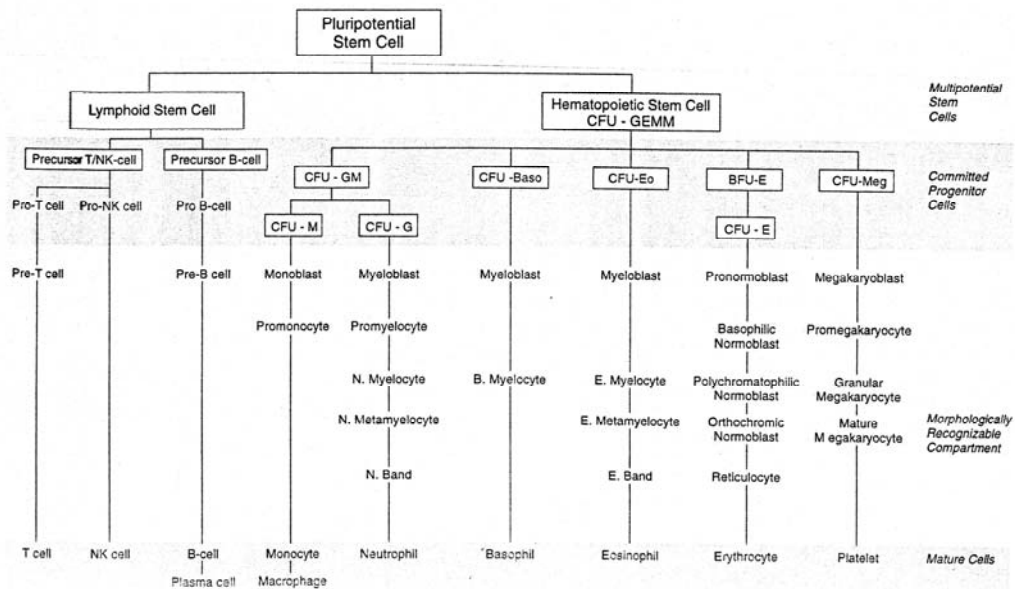 Pluripotential
Stem Cell
Lymphoid Stem Cell
Hematopoietic Stem Cell
CFU - GEMM
Multipotential
Stem
Cells
Precursor T/NK-cell
Precursor B-cell
CFU - GM
CFU -Baso
CFU-Eo
BFU-E
CFU-Meg
Committed
Progenitor
Cells
Pro-T cell
Pro-NK cell
Pro B-cell
CFU - M
CFU - G
CFU - E
Pre-T cell
Pre-B cell
Monoblast
Myeloblast
Myeloblast
Myeloblast
Pronormoblast
Megakaryoblast
Promonocyte
Promyelocyte
Basophilic
Normoblast
Promegakaryocyte
N. Myelocyte
B. Myelocyte
E. Myelocyte
Polychromatophilic
Normoblast
Granular
Megakaryocyte
N. Metamyelocyte
E. Metamyelocyte
Orthochromic
Normoblast
Mature
M egakaryocyte
Morphologically
Recognizable
Compartment
N. Band
E. Band
Reticulocyte
T cell
NK cell
B-cell
Monocyte
Neutrophil
Basophil
Eosinophil
Erythrocyte
Platelet
Mature Cells
Plasma cell
Macrophage